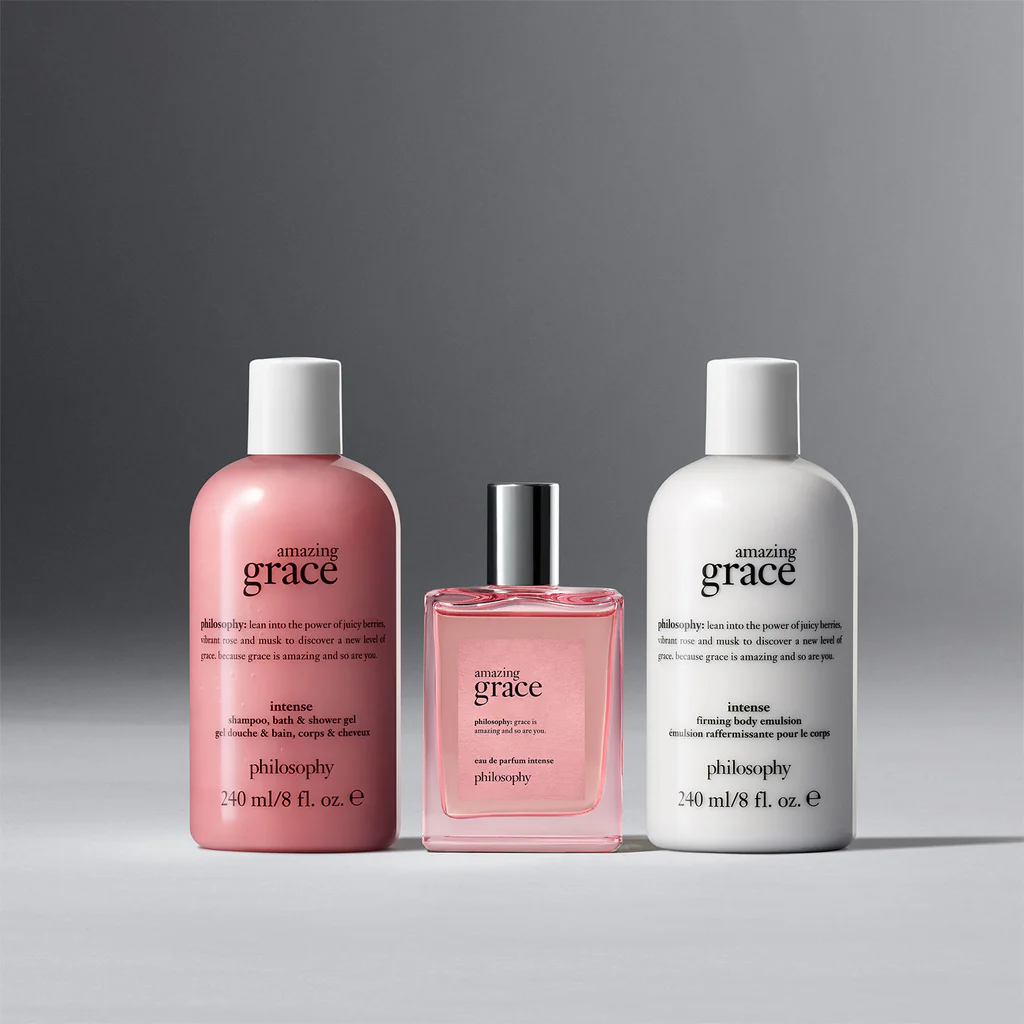 amazing
grace
philosophy: lean into the power of juicy berries,
vibrant rose and musk to discover a new level of
grace. because grace is amazing and so are you.
intense
shampoo, bath & shower gel
gel douche & bain, corps & cheveux
philosophy
240 ml/8 fl. oz. ℮
amazing
grace
philosophy: grace is
amazing and so are you.
eau de parfum intense
philosophy
amazing
grace
philosophy: lean into the power of juicy berries,
vibrant rose and musk to discover a new level of
grace. because grace is amazing and so are you.
intense
firming body emulsion
émulsion raffermissante pour le corps
philosophy
240 ml/8 fl. oz. ℮